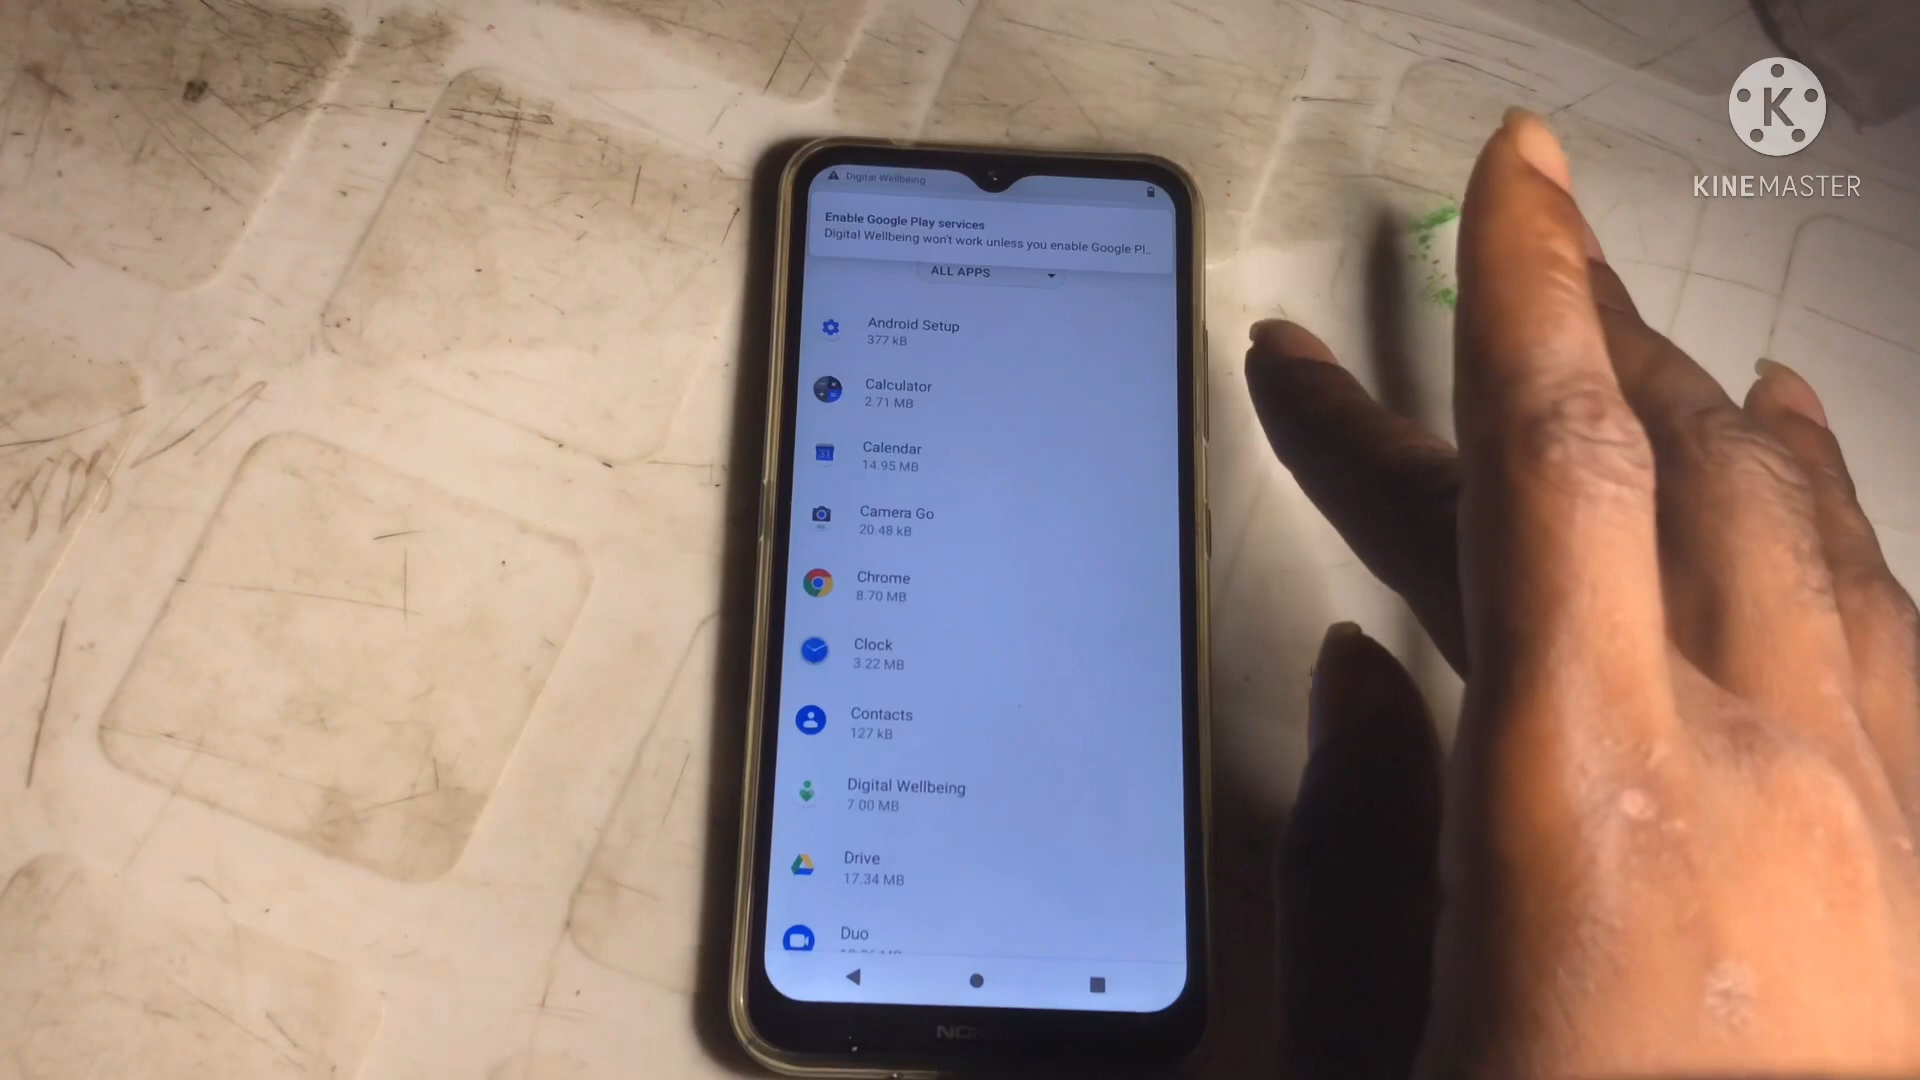 KINEMASTER
Digital Wellbeing
Enable Google Play services
Digital Wellbeing won't work unless you enable Google Pl..
ALL APPS
Android Setup
377 kB
Calculator
2.71 MB
Calendar
14.95 MB
Camera Go
20.48 kB
Chrome
8.70 MB
Clock
3.22 MB
Contacts
127 kB
Digital Wellbeing
7.00 MB
Drive
17.34 MB
Duo